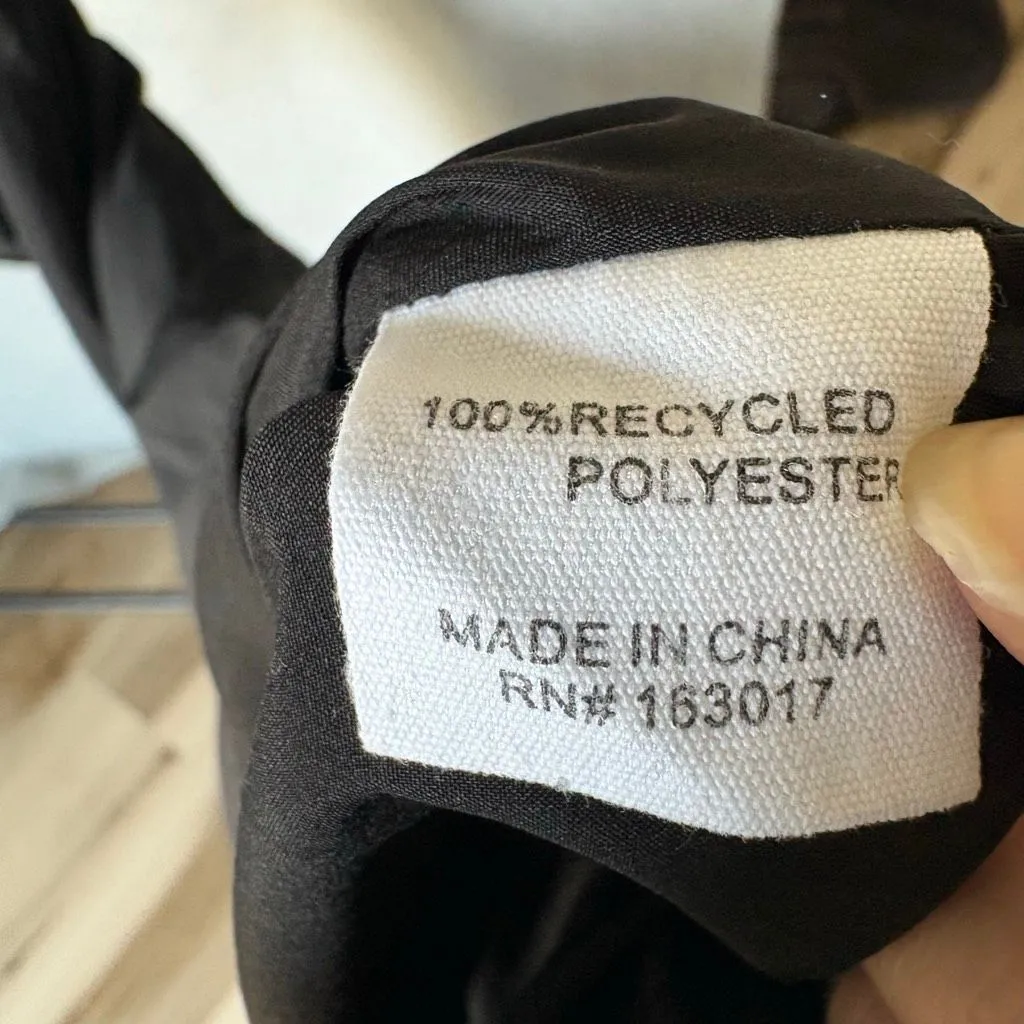 100%RECYCLED
POLYESTER
MADE IN CHINA
RN# 163017